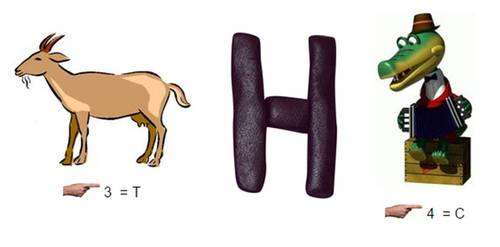 3 = Т
Н
4 = С